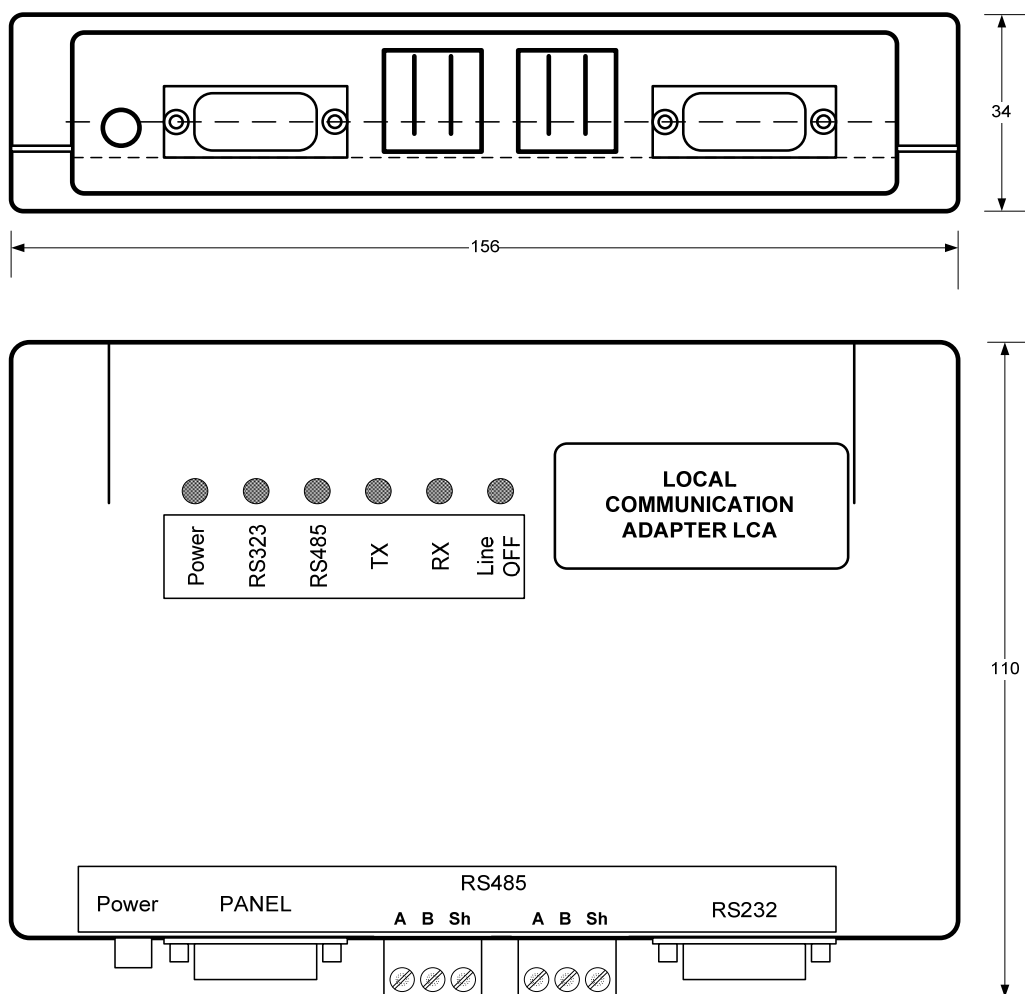 34
156
LOCAL
COMMUNICATION
ADAPTER LCA
Power
RS323
RS485
TX
RX
Line
OFF
110
RS485
Power
PANEL
RS232
A B Sh
A B Sh